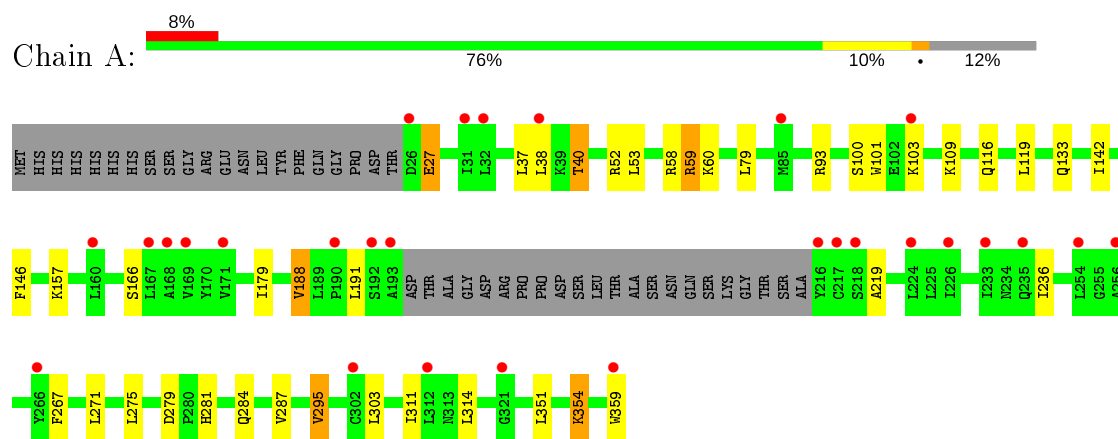 8%
Chain A:
76% 10% • 12%
MET HIS HIS HIS HIS HIS HIS SER SER GLY ARG GLU ASN LEU TYR PHE GLN GLY PRO ASP THR D26 E27 I31 L32 L37 L38 K39 T40 R52 L53 R58 R59 K60 L79 M85 R93 S100 W101 E102 K103 K109 Q116 L119 Q133 I142
F146 K157 L160 S166 L167 A168 V169 Y170 V171 I179 V188 L189 P190 L191 S192 A193 ASP THR ALA GLY ASP ARG PRO PRO ASP SER LEU THR ALA SER ASN GLN SER LYS GLY THR SER ALA Y216 C217 S218 A219 L224 L225 I226 I233 N234 Q235 I236 L254 G255 A256
Y266 F267 L271 L275 D279 P280 H281 Q284 V287 V295 C302 L303 I311 L312 N313 L314 G321 L351 K354 W359